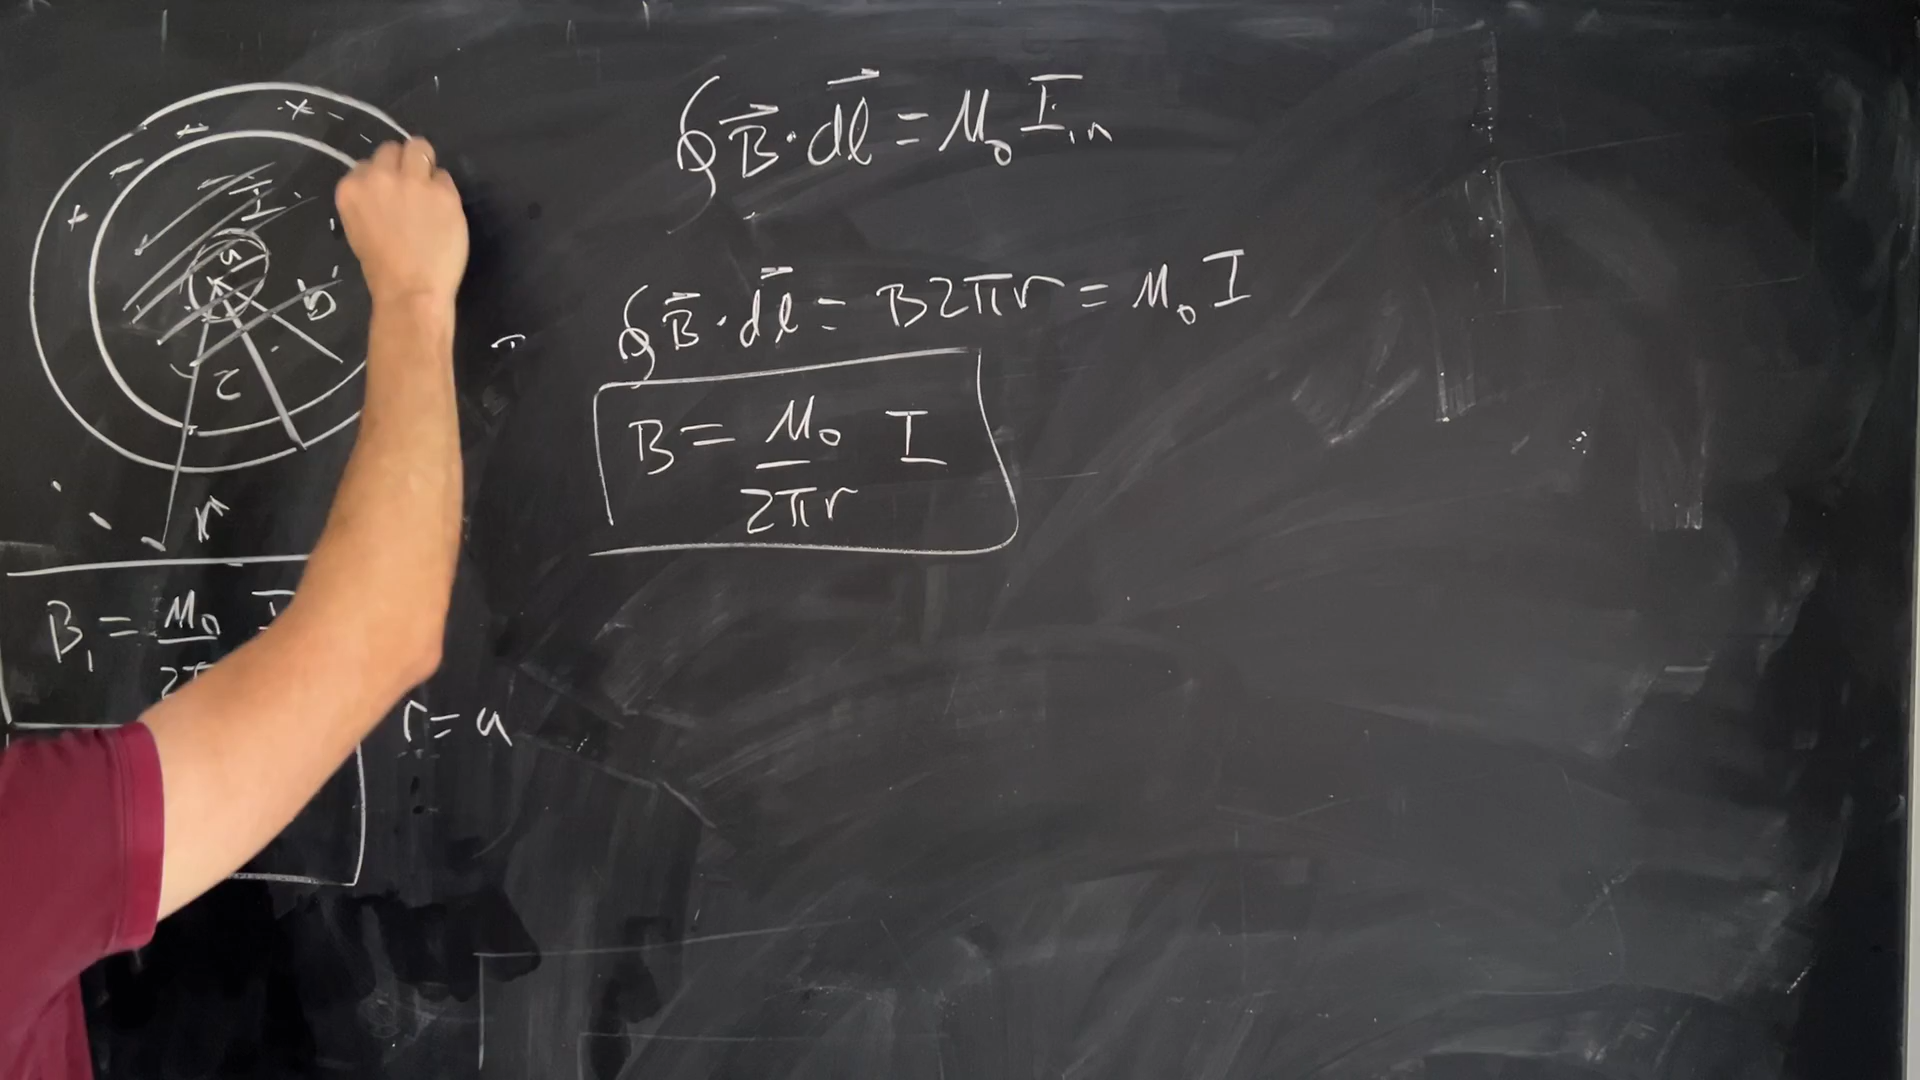 ∮B⃗·dl⃗ = μ₀ I_in
∮B⃗·dl⃗ = B2πr = μ₀ I
B = μ₀/2πr I
I
a
b
c
r
B₁ = μ₀
r = a